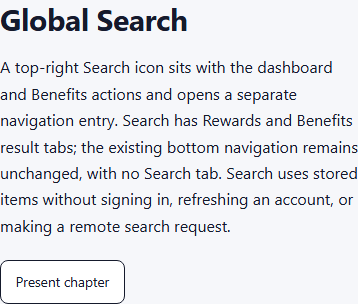 Global Search
A top-right Search icon sits with the dashboard
and Benefits actions and opens a separate
navigation entry. Search has Rewards and Benefits
result tabs; the existing bottom navigation remains
unchanged, with no Search tab. Search uses stored
items without signing in, refreshing an account, or
making a remote search request.
Present chapter